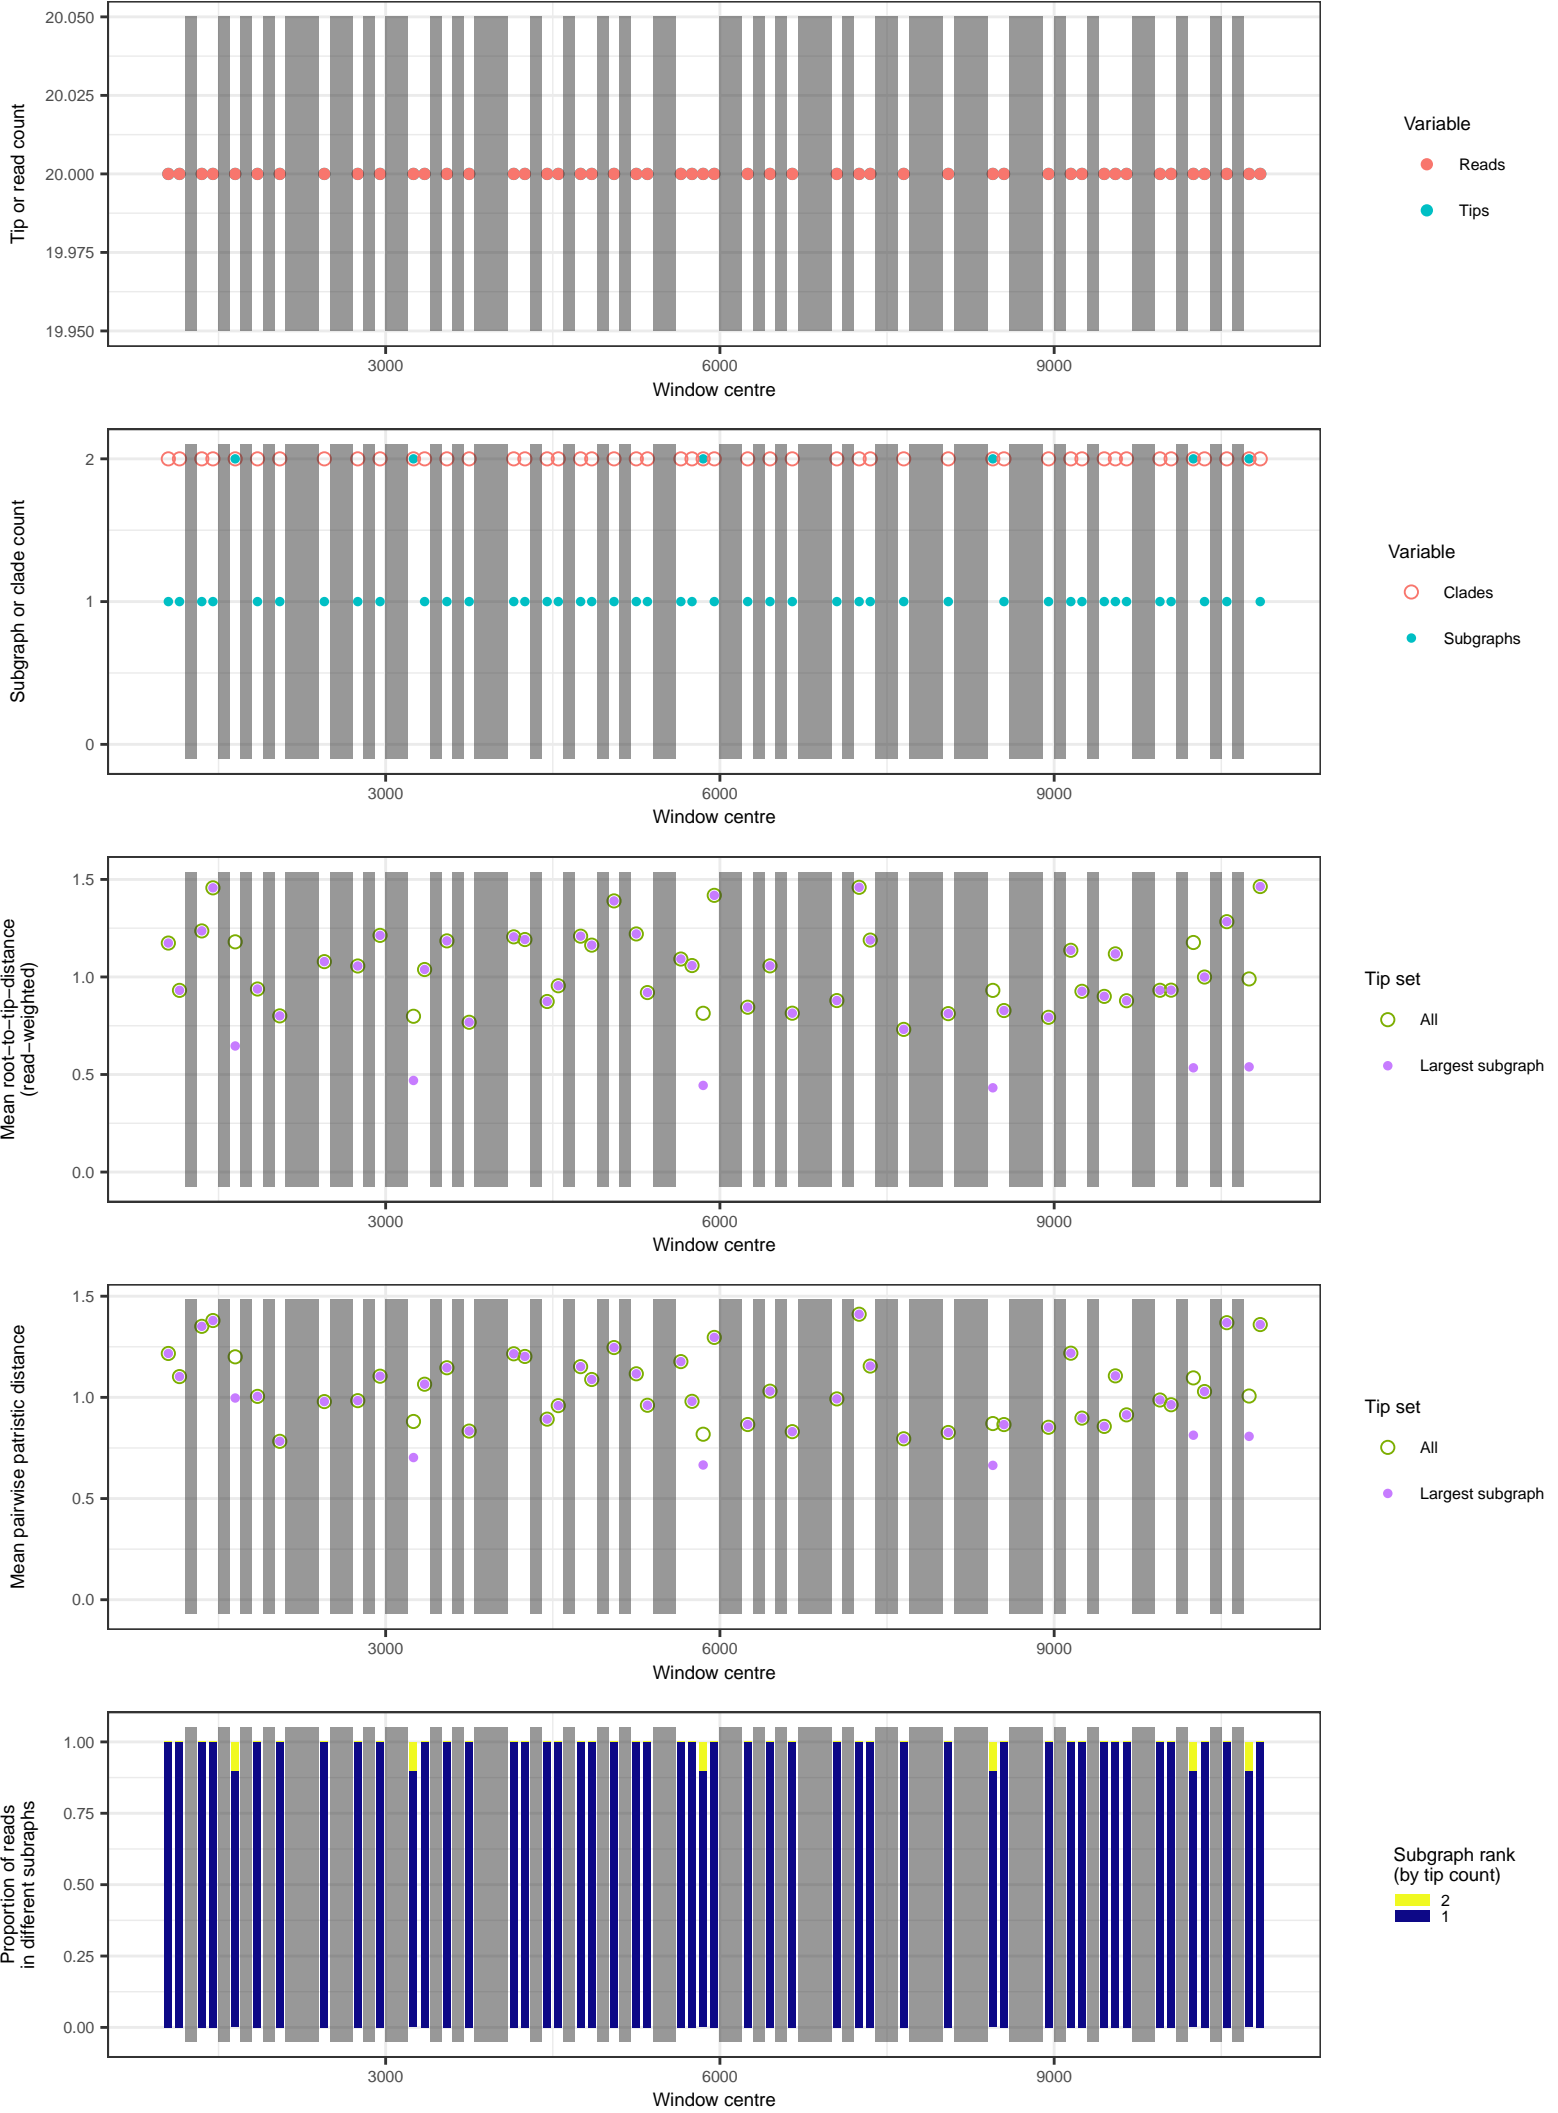 20.050
20.025
20.000
19.975
19.950
Tip or read count
3000 6000 9000
Window centre
Variable
Reads
Tips
2
1
0
Subgraph or clade count
3000 6000 9000
Window centre
Variable
Clades
Subgraphs
1.5
1.0
0.5
0.0
Mean root−to−tip−distance
(read−weighted)
3000 6000 9000
Window centre
Tip set
All
Largest subgraph
1.5
1.0
0.5
0.0
Mean pairwise patristic distance
3000 6000 9000
Window centre
Tip set
All
Largest subgraph
1.00
0.75
0.50
0.25
0.00
Proportion of reads
in different subraphs
3000 6000 9000
Window centre
Subgraph rank
(by tip count)
2
1